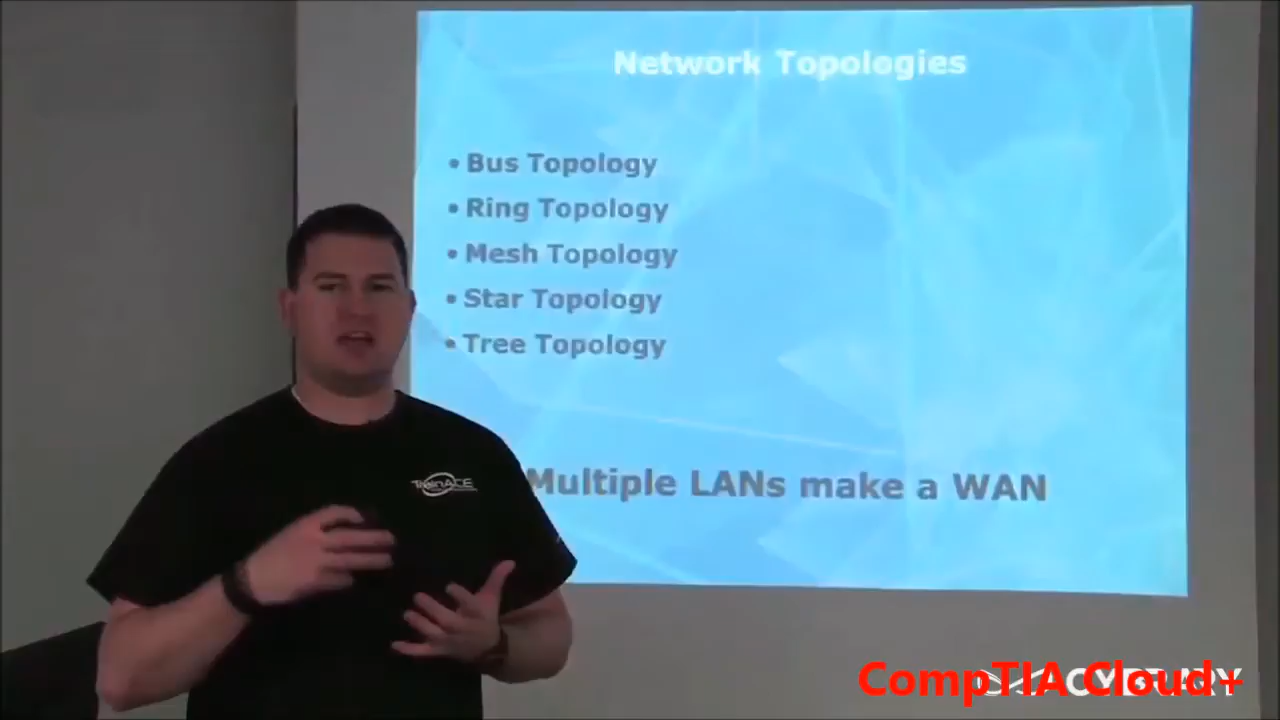 Network Topologies
• Bus Topology
• Ring Topology
• Mesh Topology
• Star Topology
• Tree Topology
Multiple LANs make a WAN
TrainACE
CompTIA Cloud+
CYBRARY